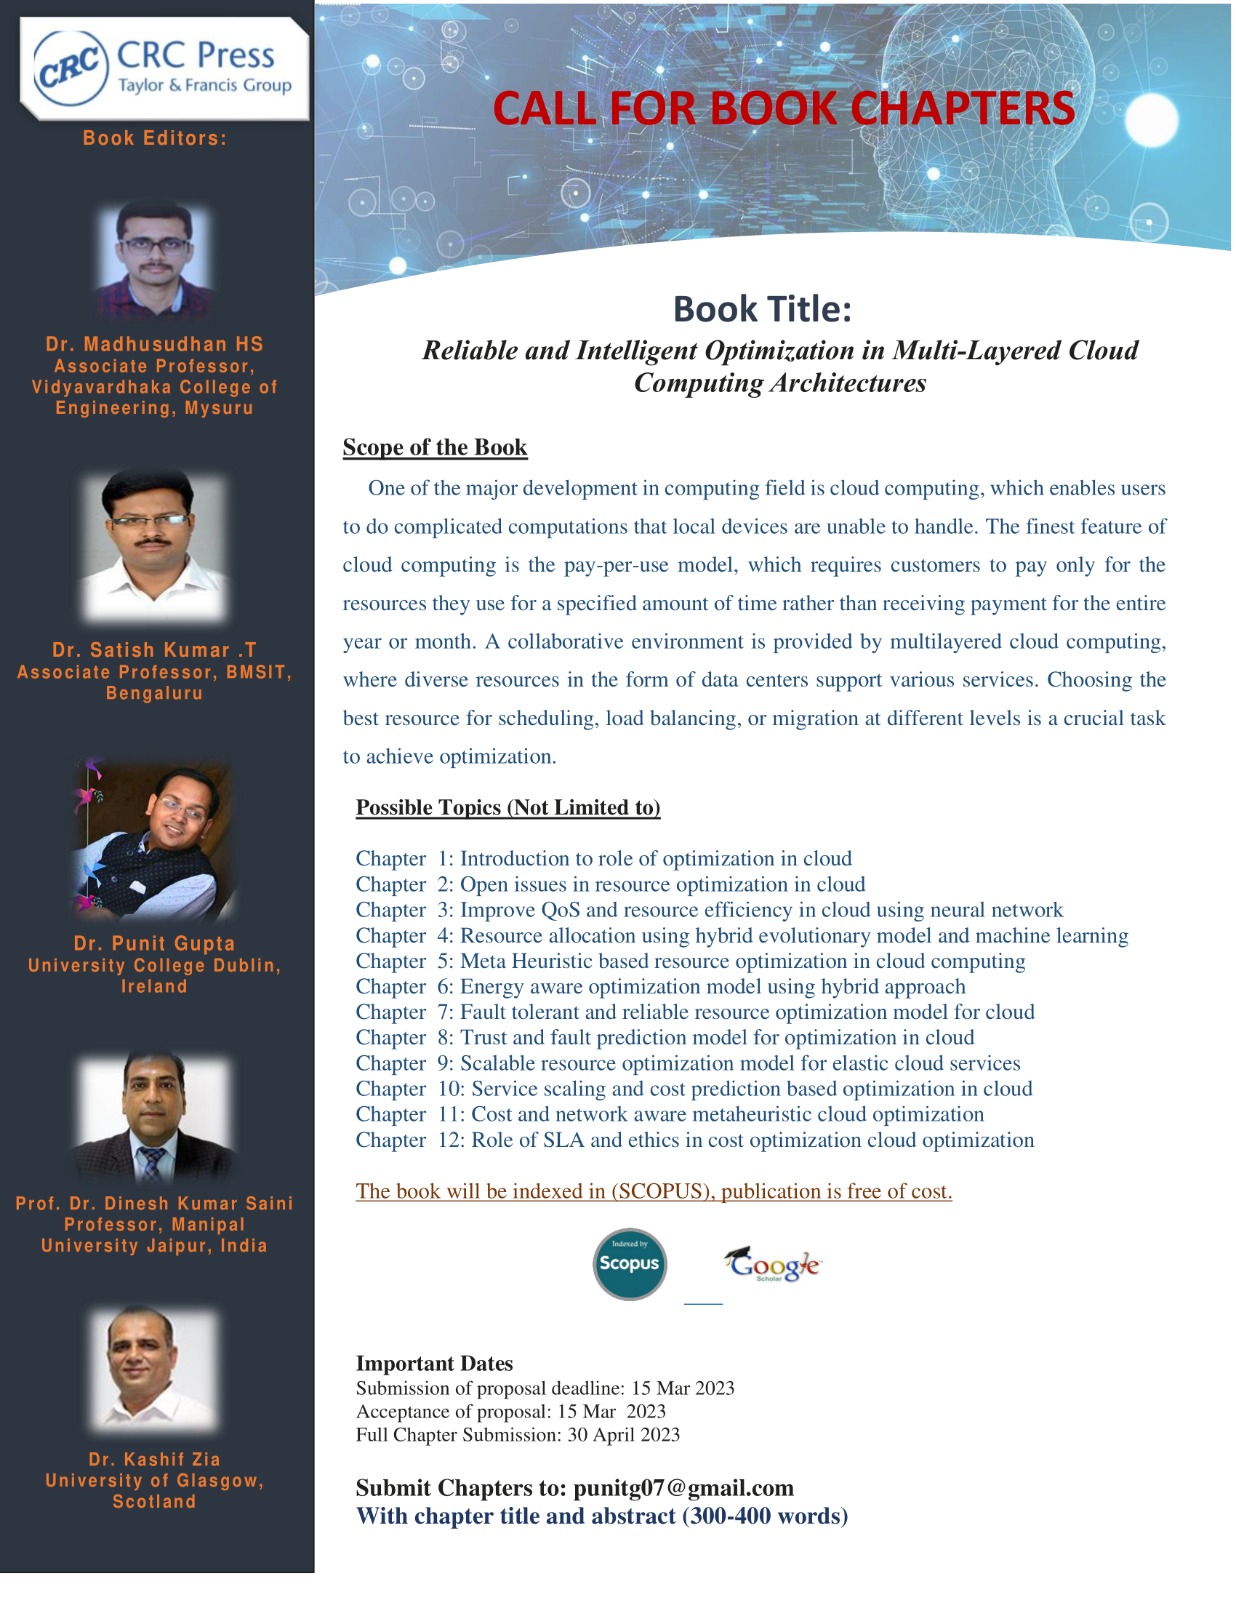 CRC
CRC Press
Taylor & Francis Group
Book Editors:
Dr. Madhusudhan HS
Associate Professor,
Vidyavardhaka College of
Engineering, Mysuru
Dr. Satish Kumar .T
Associate Professor, BMSIT,
Bengaluru
Dr. Punit Gupta
University College Dublin,
Ireland
Prof. Dr. Dinesh Kumar Saini
Professor, Manipal
University Jaipur, India
Dr. Kashif Zia
University of Glasgow,
Scotland
CALL FOR BOOK CHAPTERS
Book Title:
Reliable and Intelligent Optimization in Multi-Layered Cloud
Computing Architectures
Scope of the Book
One of the major development in computing field is cloud computing, which enables users
to do complicated computations that local devices are unable to handle. The finest feature of
cloud computing is the pay-per-use model, which requires customers to pay only for the
resources they use for a specified amount of time rather than receiving payment for the entire
year or month. A collaborative environment is provided by multilayered cloud computing,
where diverse resources in the form of data centers support various services. Choosing the
best resource for scheduling, load balancing, or migration at different levels is a crucial task
to achieve optimization.
Possible Topics (Not Limited to)
Chapter 1: Introduction to role of optimization in cloud
Chapter 2: Open issues in resource optimization in cloud
Chapter 3: Improve QoS and resource efficiency in cloud using neural network
Chapter 4: Resource allocation using hybrid evolutionary model and machine learning
Chapter 5: Meta Heuristic based resource optimization in cloud computing
Chapter 6: Energy aware optimization model using hybrid approach
Chapter 7: Fault tolerant and reliable resource optimization model for cloud
Chapter 8: Trust and fault prediction model for optimization in cloud
Chapter 9: Scalable resource optimization model for elastic cloud services
Chapter 10: Service scaling and cost prediction based optimization in cloud
Chapter 11: Cost and network aware metaheuristic cloud optimization
Chapter 12: Role of SLA and ethics in cost optimization cloud optimization
The book will be indexed in (SCOPUS), publication is free of cost.
Indexed by
Scopus
Google
Scholar
Important Dates
Submission of proposal deadline: 15 Mar 2023
Acceptance of proposal: 15 Mar 2023
Full Chapter Submission: 30 April 2023
Submit Chapters to: punitg07@gmail.com
With chapter title and abstract (300-400 words)